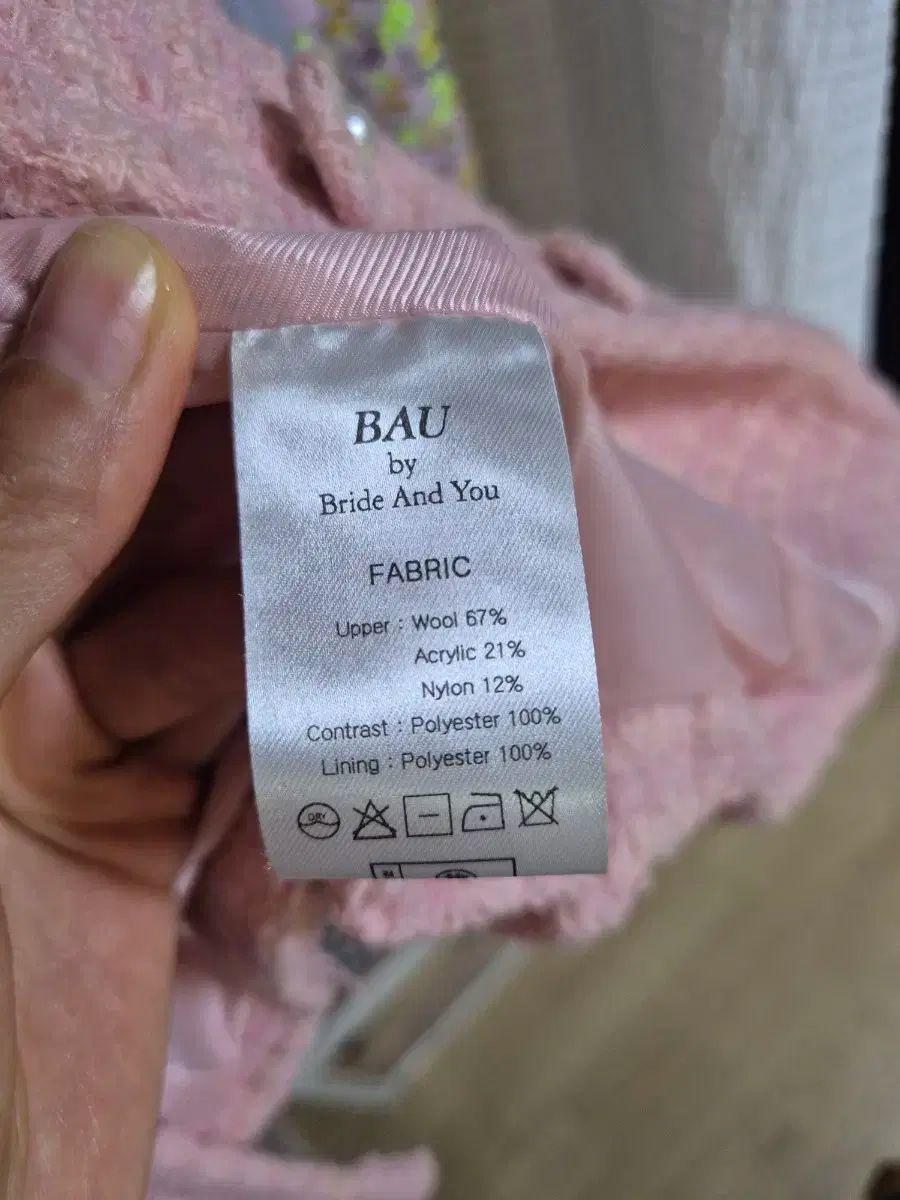 BAU
by
Bride And You
FABRIC
Upper : Wool 67%
Acrylic 21%
Nylon 12%
Contrast : Polyester 100%
Lining : Polyester 100%
DRY